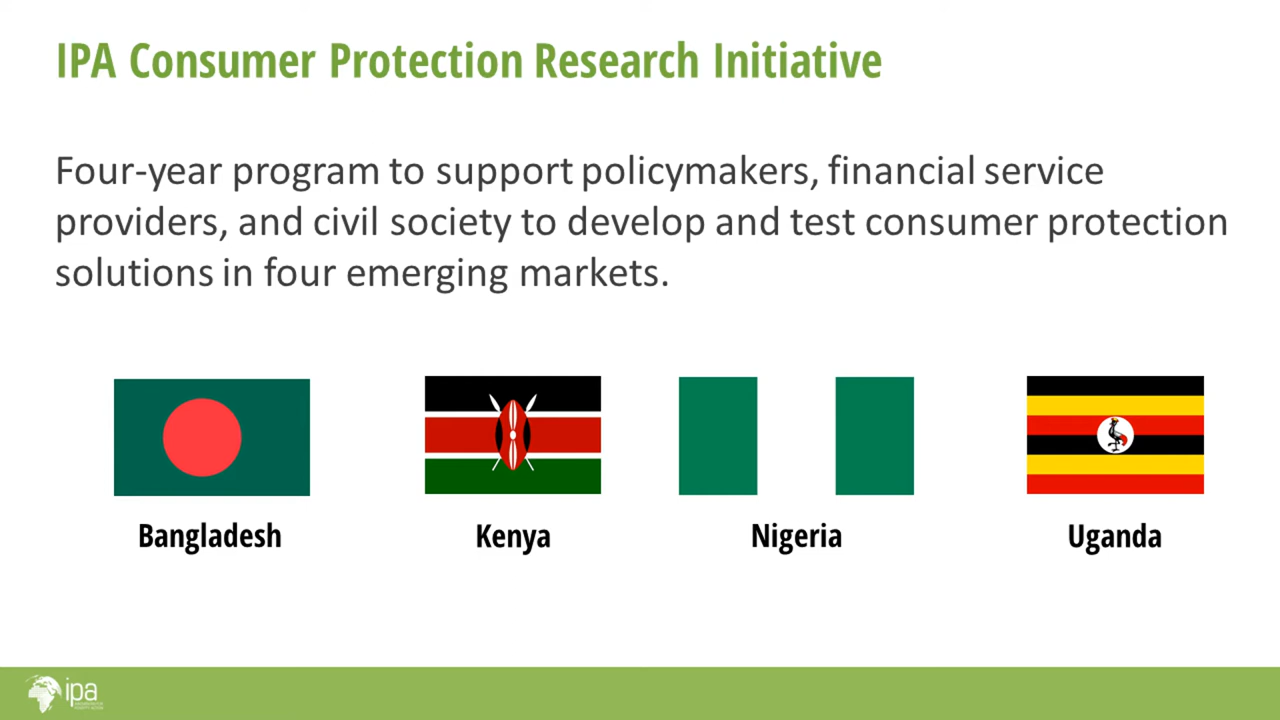 IPA Consumer Protection Research Initiative
Four-year program to support policymakers, financial service
providers, and civil society to develop and test consumer protection
solutions in four emerging markets.
Bangladesh
Kenya
Nigeria
Uganda
ipa